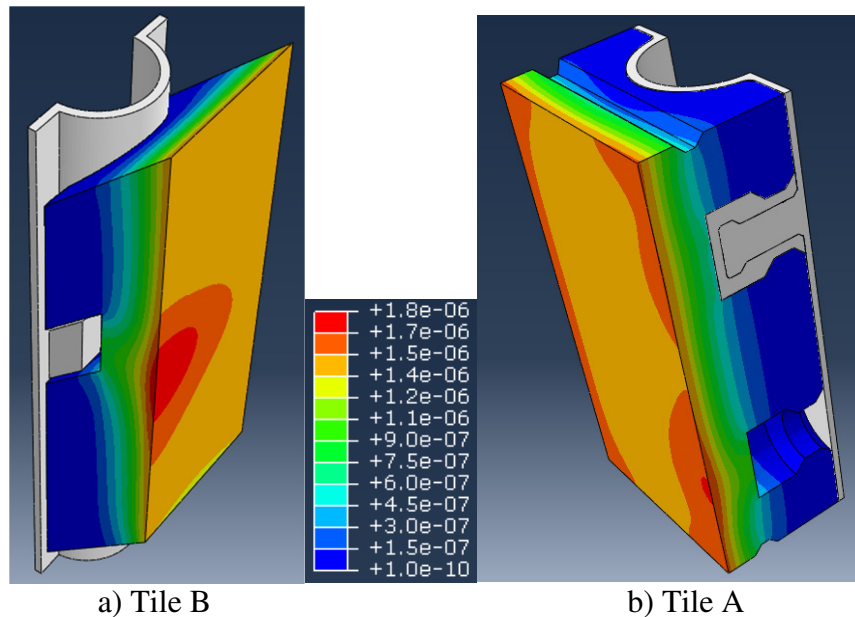 +1.8e-06
+1.7e-06
+1.5e-06
+1.4e-06
+1.2e-06
+1.1e-06
+9.0e-07
+7.5e-07
+6.0e-07
+4.5e-07
+3.0e-07
+1.5e-07
+1.0e-10
a) Tile B
b) Tile A